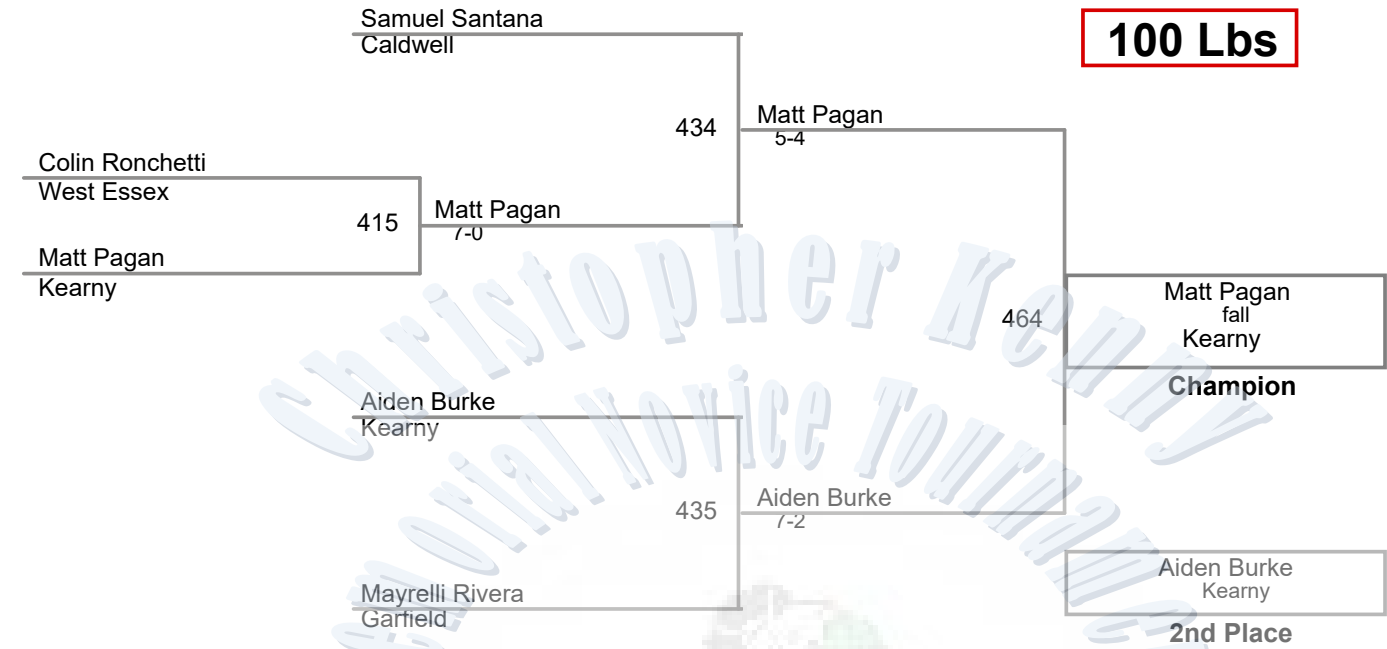 Samuel Santana
Caldwell
100 Lbs
434
Matt Pagan
5-4
Colin Ronchetti
West Essex
415
Matt Pagan
7-0
Matt Pagan
Kearny
Christopher Kenny
464
Matt Pagan
fall
Kearny
Champion
Aiden Burke
Kearny
Novice
435
Aiden Burke
7-2
Aiden Burke
Kearny
2nd Place
Mayrelli Rivera
Garfield